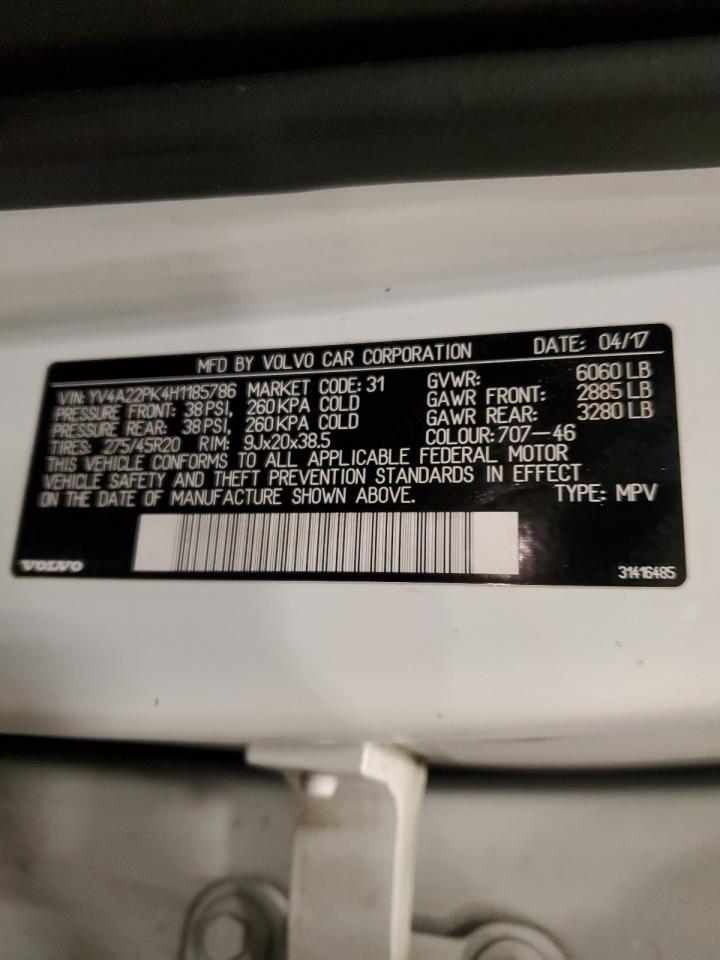 MFD BY VOLVO CAR CORPORATION DATE: 04/17
VIN: YV4A22PK4H1185786 MARKET CODE: 31 GVWR: 6060 LB
PRESSURE FRONT: 38 PSI, 260 KPA COLD GAWR FRONT: 2885 LB
PRESSURE REAR: 38 PSI, 260 KPA COLD GAWR REAR: 3280 LB
TIRES: 275/45R20 RIM: 9Jx20x38.5 COLOUR: 707-46
THIS VEHICLE CONFORMS TO ALL APPLICABLE FEDERAL MOTOR
VEHICLE SAFETY AND THEFT PREVENTION STANDARDS IN EFFECT
ON THE DATE OF MANUFACTURE SHOWN ABOVE. TYPE: MPV
VOLVO 31416485